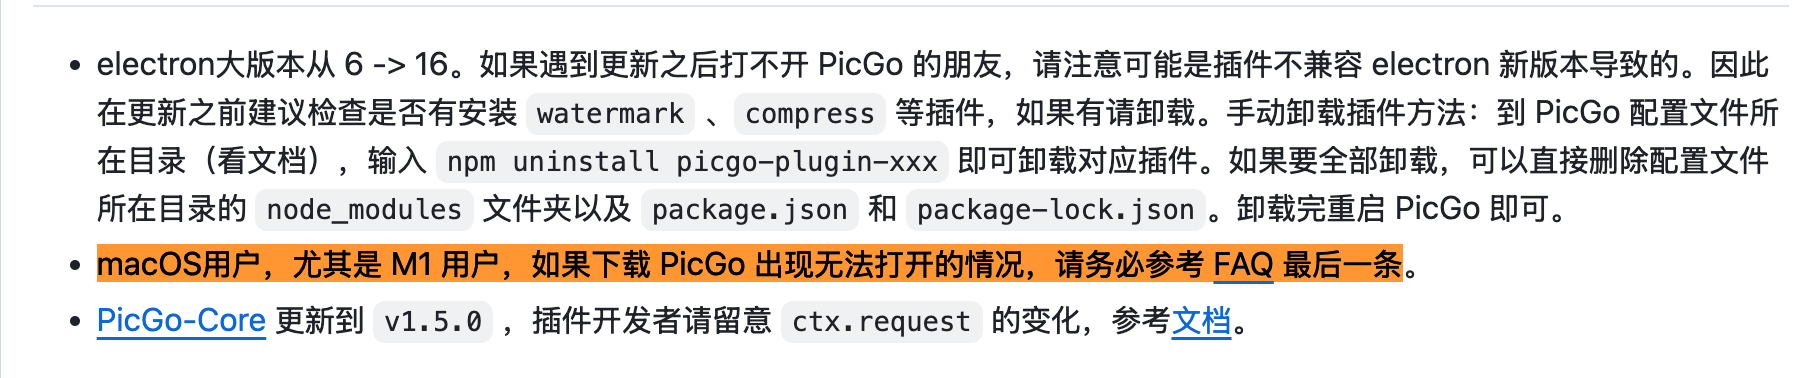 • electron大版本从 6 -> 16。如果遇到更新之后打不开 PicGo 的朋友，请注意可能是插件不兼容 electron 新版本导致的。因此
在更新之前建议检查是否有安装 watermark 、 compress 等插件，如果有请卸载。手动卸载插件方法：到 PicGo 配置文件所
在目录（看文档），输入 npm uninstall picgo-plugin-xxx 即可卸载对应插件。如果要全部卸载，可以直接删除配置文件
所在目录的 node_modules 文件夹以及 package.json 和 package-lock.json 。卸载完重启 PicGo 即可。
• macOS用户，尤其是 M1 用户，如果下载 PicGo 出现无法打开的情况，请务必参考 FAQ 最后一条。
• PicGo-Core 更新到 v1.5.0 ，插件开发者请留意 ctx.request 的变化，参考文档。